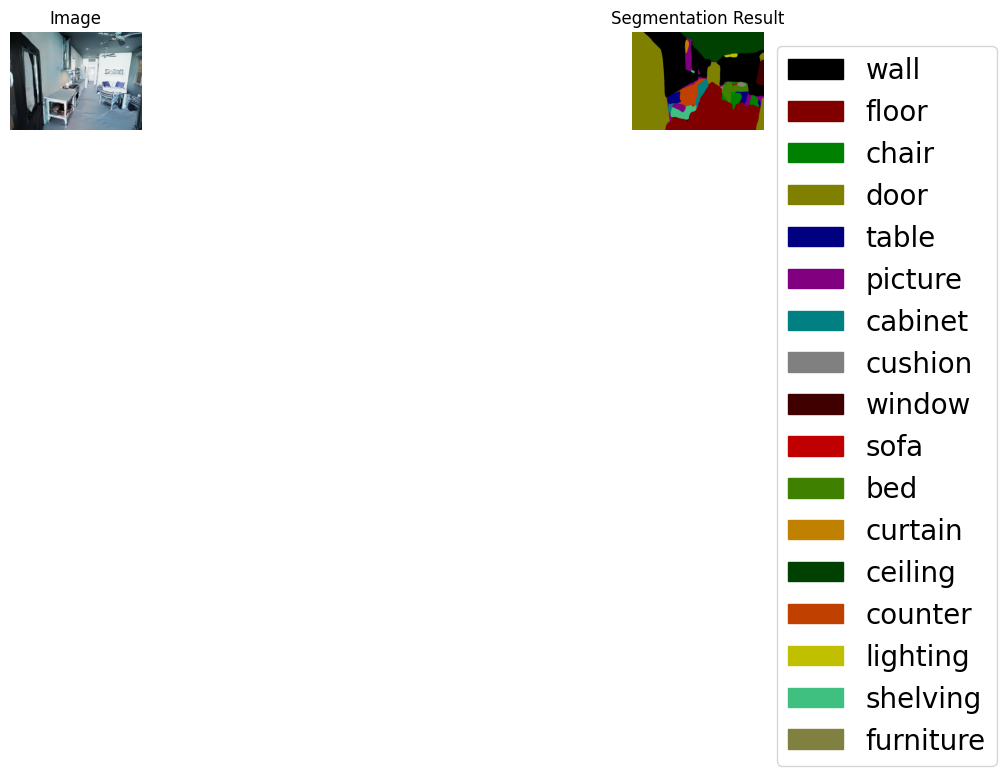 Image
Segmentation Result
wall
floor
chair
door
table
picture
cabinet
cushion
window
sofa
bed
curtain
ceiling
counter
lighting
shelving
furniture